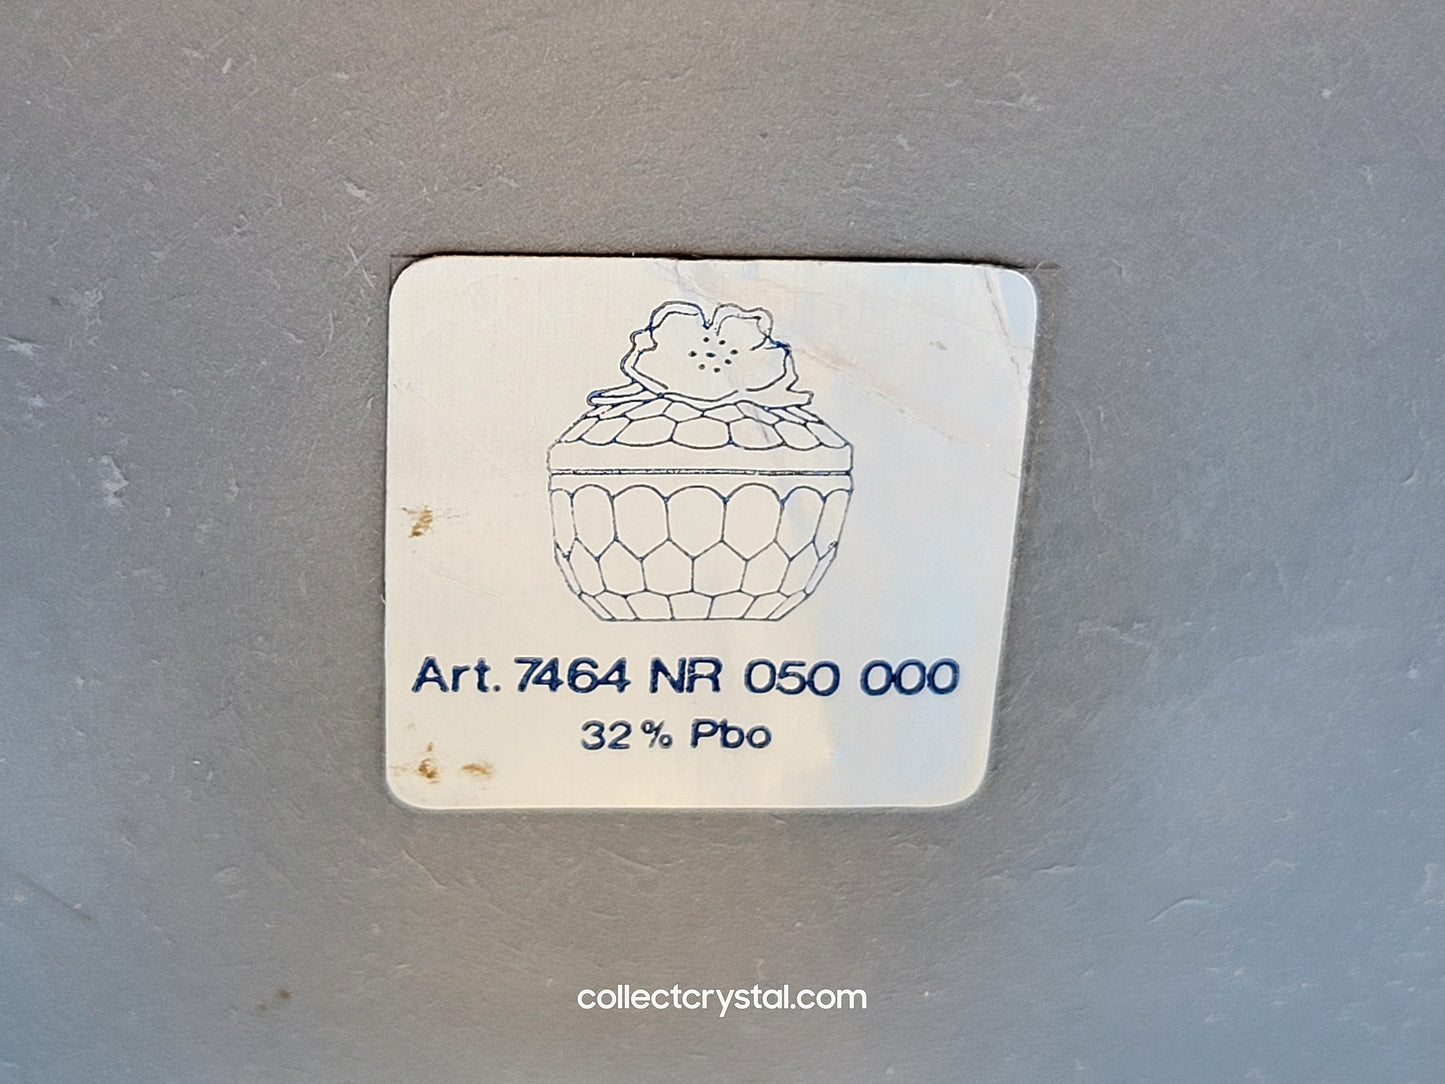 Art. 7464 NR 050 000
32% Pbo
collectcrystal.com